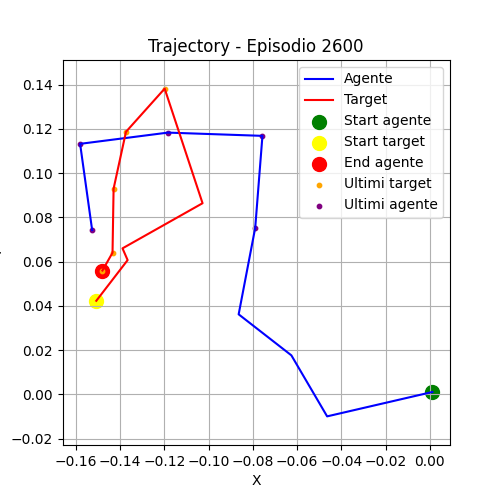 Trajectory - Episodio 2600
Agente
Target
Start agente
Start target
End agente
Ultimi target
Ultimi agente
0.14
0.12
0.10
0.08
0.06
0.04
0.02
0.00
−0.02
−0.16 −0.14 −0.12 −0.10 −0.08 −0.06 −0.04 −0.02 0.00
X